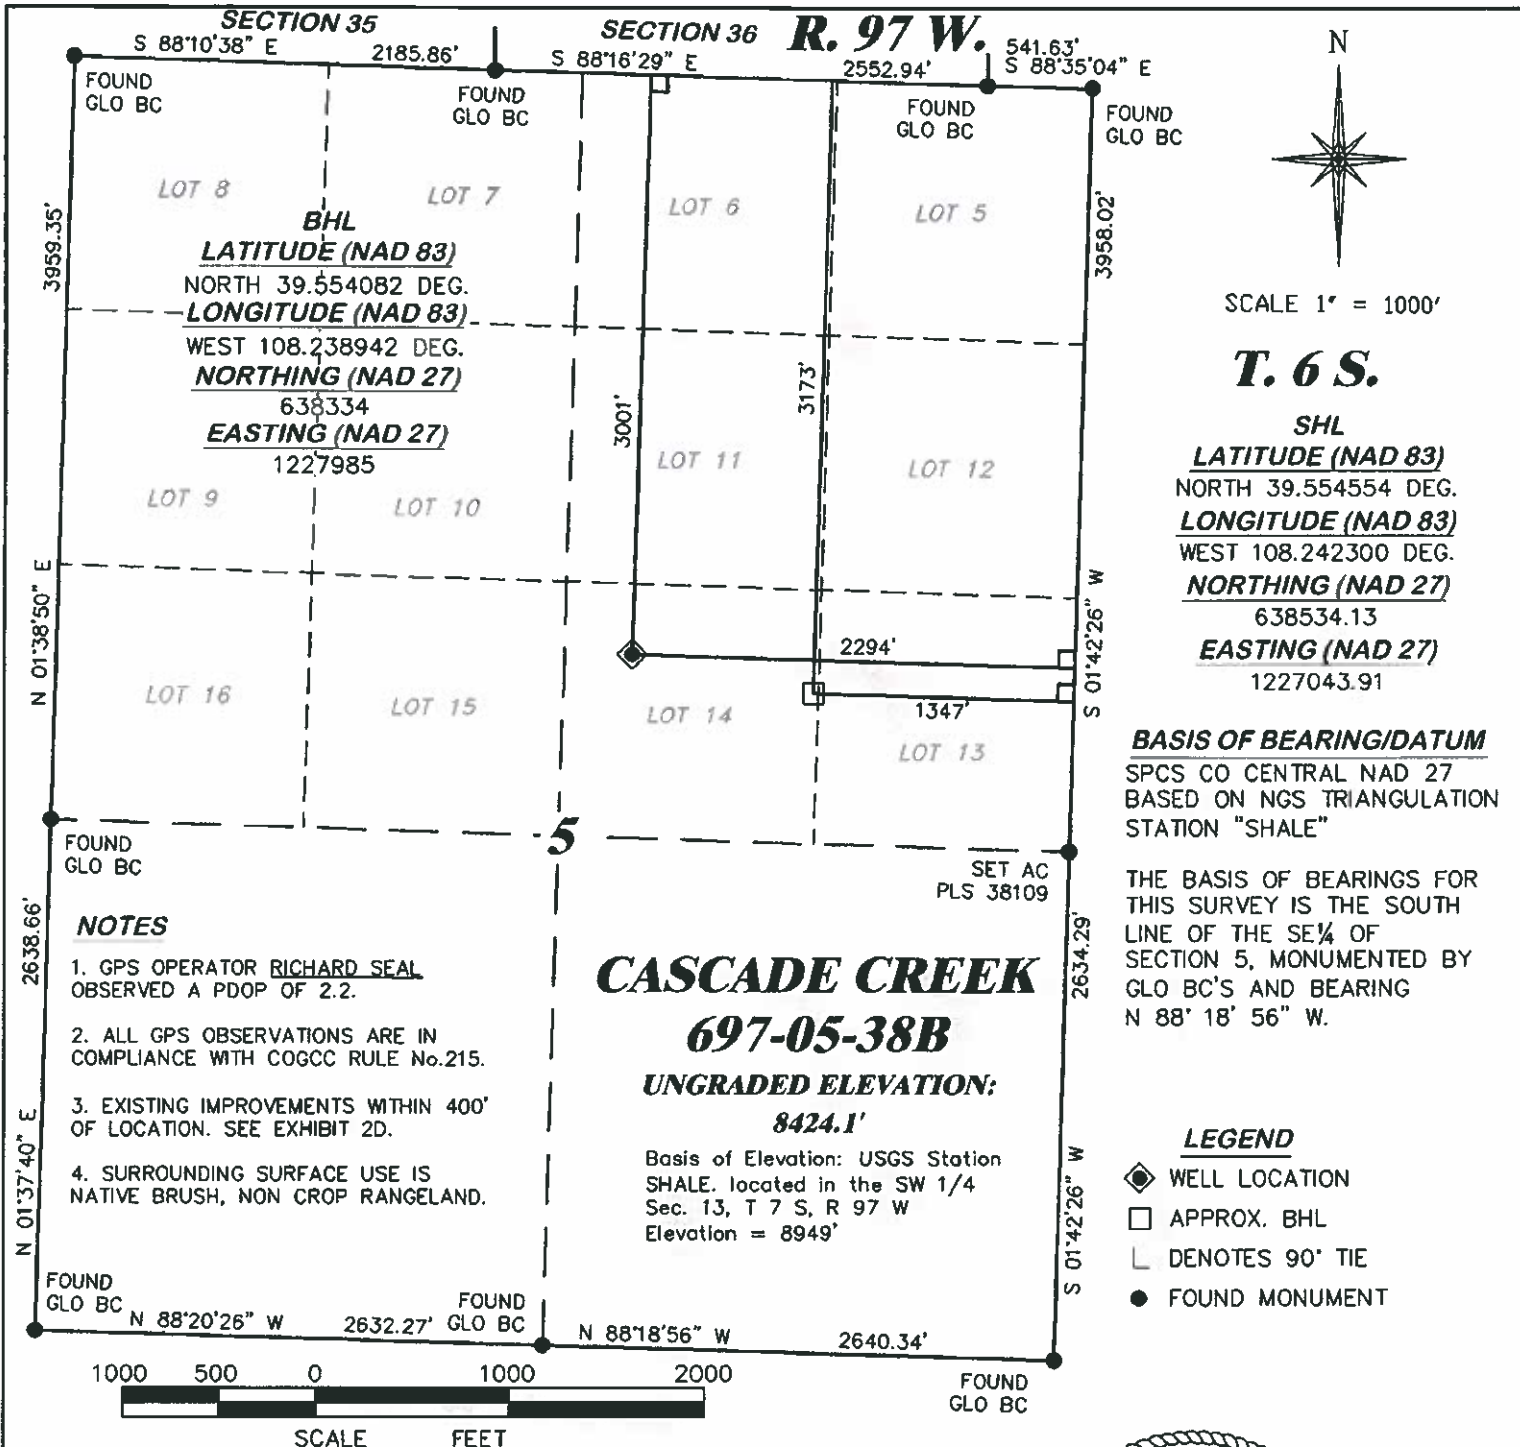 SECTION 35
SECTION 36
R. 97 W.
S 88°10'38" E
2185.86'
S 88°16'29" E
2552.94'
541.63'
S 88°35'04" E
N
FOUND
GLO BC
FOUND
GLO BC
FOUND
GLO BC
FOUND
GLO BC
LOT 8
LOT 7
LOT 6
LOT 5
3959.35'
3958.02'
BHL
LATITUDE (NAD 83)
NORTH 39.554082 DEG.
LONGITUDE (NAD 83)
WEST 108.238942 DEG.
NORTHING (NAD 27)
638334
EASTING (NAD 27)
1227985
SCALE 1" = 1000'
T. 6 S.
SHL
LATITUDE (NAD 83)
NORTH 39.554554 DEG.
LONGITUDE (NAD 83)
WEST 108.242300 DEG.
NORTHING (NAD 27)
638534.13
EASTING (NAD 27)
1227043.91
3001'
3173'
LOT 9
LOT 10
LOT 11
LOT 12
N 01°38'50" E
S 01°42'26" W
2294'
1347'
LOT 16
LOT 15
LOT 14
LOT 13
BASIS OF BEARING/DATUM
SPCS CO CENTRAL NAD 27
BASED ON NGS TRIANGULATION
STATION "SHALE"
THE BASIS OF BEARINGS FOR
THIS SURVEY IS THE SOUTH
LINE OF THE SE¼ OF
SECTION 5, MONUMENTED BY
GLO BC'S AND BEARING
N 88° 18' 56" W.
5
FOUND
GLO BC
SET AC
PLS 38109
2638.66'
2634.29'
NOTES
1. GPS OPERATOR RICHARD SEAL
OBSERVED A PDOP OF 2.2.
2. ALL GPS OBSERVATIONS ARE IN
COMPLIANCE WITH COGCC RULE No.215.
3. EXISTING IMPROVEMENTS WITHIN 400'
OF LOCATION. SEE EXHIBIT 2D.
4. SURROUNDING SURFACE USE IS
NATIVE BRUSH, NON CROP RANGELAND.
CASCADE CREEK
697-05-38B
UNGRADED ELEVATION:
8424.1'
Basis of Elevation: USGS Station
SHALE. located in the SW 1/4
Sec. 13, T 7 S, R 97 W
Elevation = 8949'
N 01°37'40" E
S 01°42'26" W
LEGEND
WELL LOCATION
APPROX. BHL
DENOTES 90° TIE
FOUND MONUMENT
FOUND
GLO BC
N 88°20'26" W
2632.27'
FOUND
GLO BC
N 88°18'56" W
2640.34'
FOUND
GLO BC
1000 500 0 1000 2000
SCALE FEET